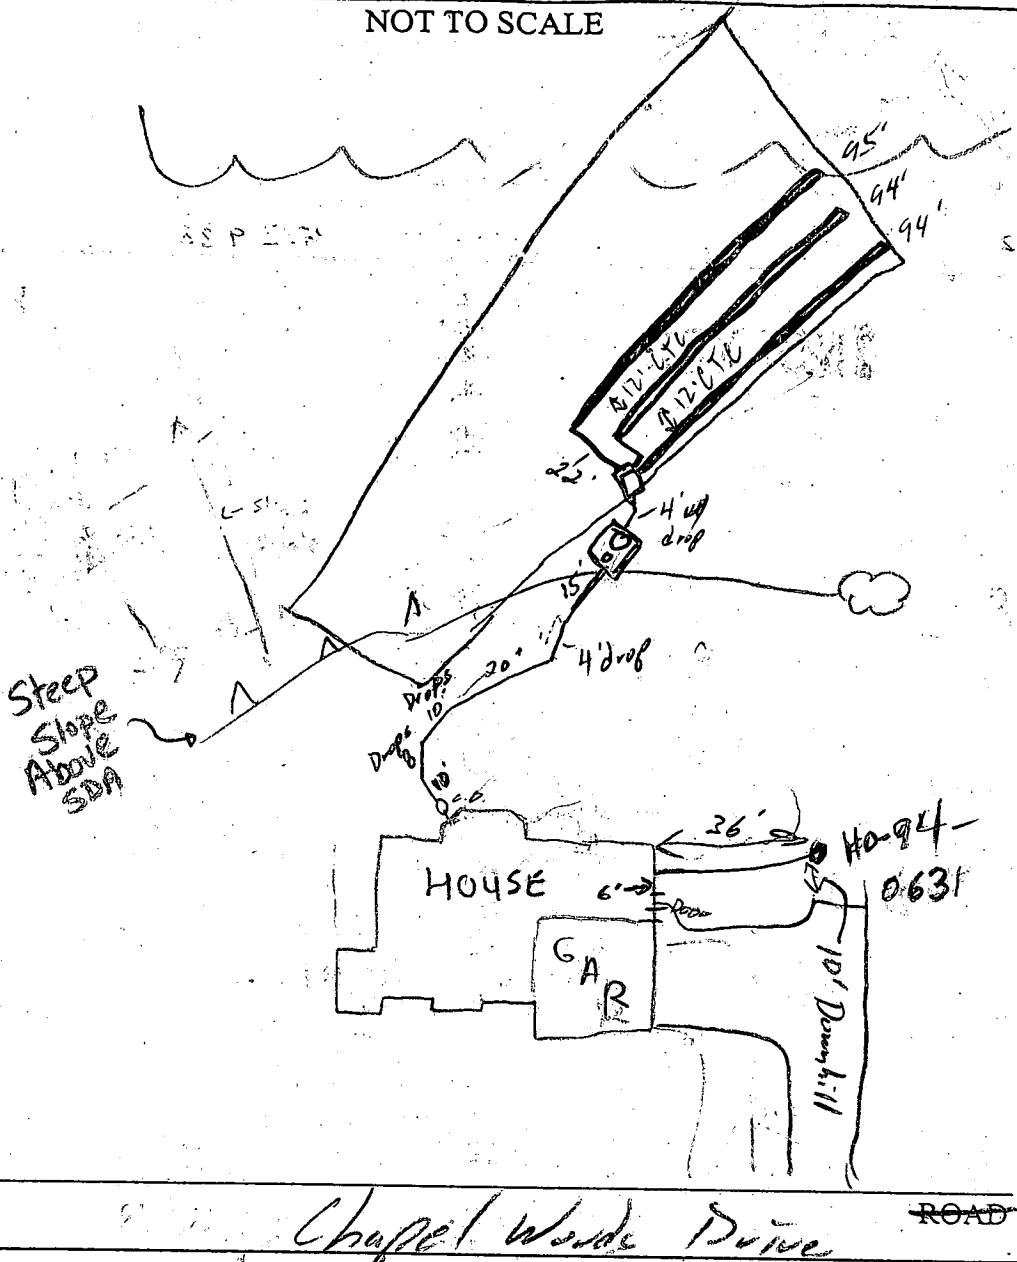 NOT TO SCALE
95'
94'
94'
12' CTC
12' CTC
22'
4' drop
15'
4' drop
20'
Drops
10'
Drops
10'
Steep
Slope
Above
SDA
36'
HO-94-
0631
HOUSE
6'
Door
GAR
10' Downhill
Chapel Woods Drive
ROAD